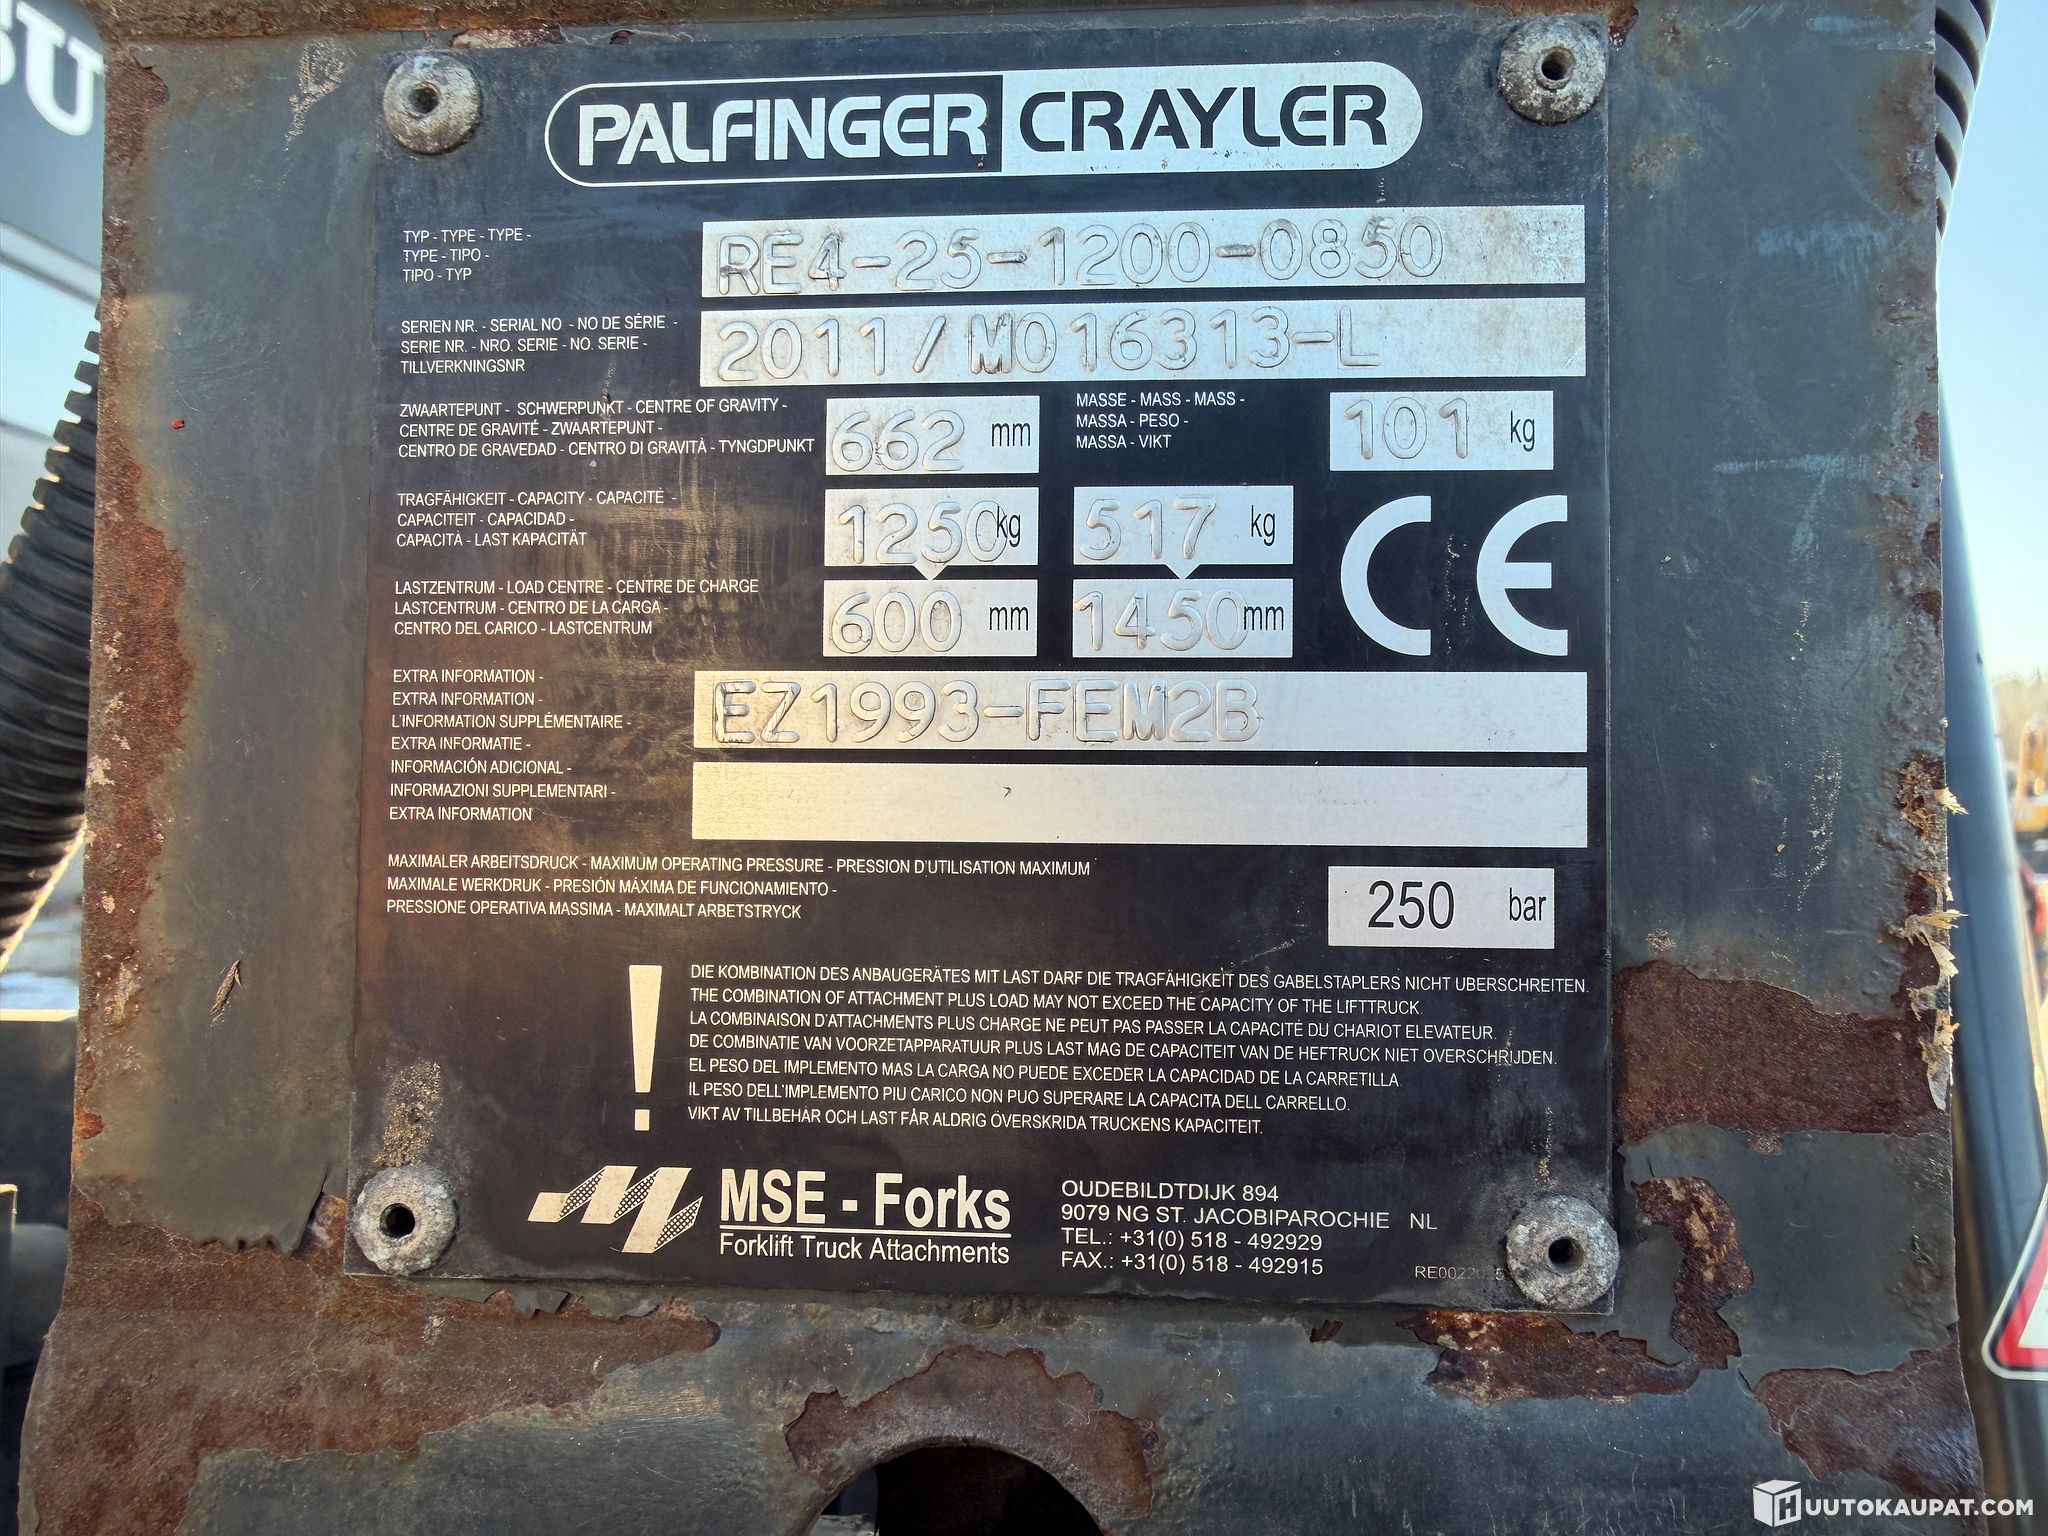 PALFINGER CRAYLER
TYP - TYPE - TYPE -
TYPE - TIPO -
TIPO - TYP
RE4-25-1200-0850
SERIEN NR. - SERIAL NO - NO DE SÉRIE -
SERIE NR. - NRO. SERIE - NO. SERIE -
TILLVERKNINGSNR
2011/M016313-L
ZWAARTEPUNT - SCHWERPUNKT - CENTRE OF GRAVITY -
CENTRE DE GRAVITÉ - ZWAARTEPUNT -
CENTRO DE GRAVEDAD - CENTRO DI GRAVITÀ - TYNGDPUNKT
662 mm
MASSE - MASS - MASS -
MASSA - PESO -
MASSA - VIKT
101 kg
TRAGFÄHIGKEIT - CAPACITY - CAPACITÉ -
CAPACITEIT - CAPACIDAD -
CAPACITÀ - LAST KAPACITÄT
1250 kg
517 kg
LASTZENTRUM - LOAD CENTRE - CENTRE DE CHARGE
LASTCENTRUM - CENTRO DE LA CARGA -
CENTRO DEL CARICO - LASTCENTRUM
600 mm
1450 mm
CE
EXTRA INFORMATION -
EXTRA INFORMATION -
L'INFORMATION SUPPLÉMENTAIRE -
EXTRA INFORMATIE -
INFORMACIÓN ADICIONAL -
INFORMAZIONI SUPPLEMENTARI -
EXTRA INFORMATION
EZ1993-FEM2B
MAXIMALER ARBEITSDRUCK - MAXIMUM OPERATING PRESSURE - PRESSION D'UTILISATION MAXIMUM
MAXIMALE WERKDRUK - PRESIÓN MÁXIMA DE FUNCIONAMIENTO -
PRESSIONE OPERATIVA MASSIMA - MAXIMALT ARBETSTRYCK
250 bar
!
DIE KOMBINATION DES ANBAUGERÄTES MIT LAST DARF DIE TRAGFÄHIGKEIT DES GABELSTAPLERS NICHT UBERSCHREITEN.
THE COMBINATION OF ATTACHMENT PLUS LOAD MAY NOT EXCEED THE CAPACITY OF THE LIFTTRUCK.
LA COMBINAISON D'ATTACHMENTS PLUS CHARGE NE PEUT PAS PASSER LA CAPACITÉ DU CHARIOT ELEVATEUR.
DE COMBINATIE VAN VOORZETAPPARATUUR PLUS LAST MAG DE CAPACITEIT VAN DE HEFTRUCK NIET OVERSCHRIJDEN.
EL PESO DEL IMPLEMENTO MAS LA CARGA NO PUEDE EXCEDER LA CAPACIDAD DE LA CARRETILLA.
IL PESO DELL'IMPLEMENTO PIU CARICO NON PUO SUPERARE LA CAPACITA DELL CARRELLO.
VIKT AV TILLBEHÁR OCH LAST FÅR ALDRIG ÖVERSKRIDA TRUCKENS KAPACITEIT.
MSE - Forks
Forklift Truck Attachments
OUDEBILDTDIJK 894
9079 NG ST. JACOBIPAROCHIE NL
TEL.: +31(0) 518 - 492929
FAX.: +31(0) 518 - 492915
HUUTOKAUPAT.COM